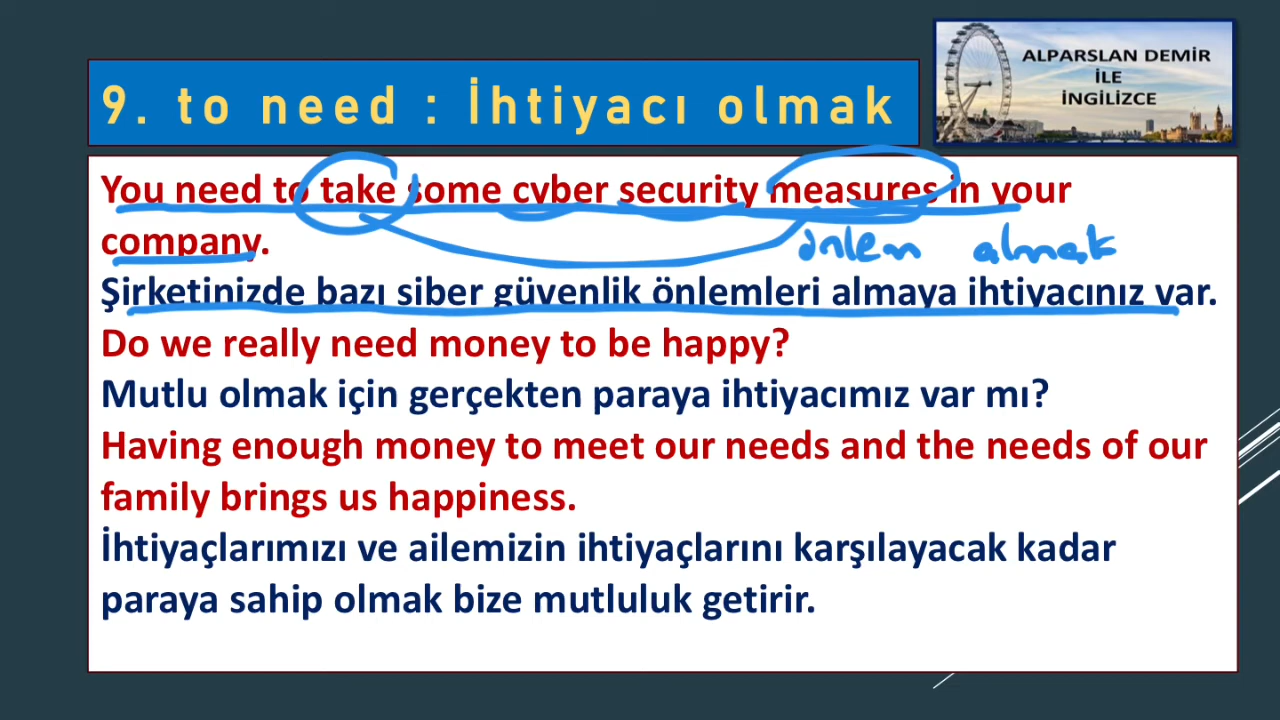 9. to need : İhtiyacı olmak
ALPARSLAN DEMİR
İLE
İNGİLİZCE
You need to take some cyber security measures in your
company.
önlem almak
Şirketinizde bazı siber güvenlik önlemleri almaya ihtiyacınız var.
Do we really need money to be happy?
Mutlu olmak için gerçekten paraya ihtiyacımız var mı?
Having enough money to meet our needs and the needs of our
family brings us happiness.
İhtiyaçlarımızı ve ailemizin ihtiyaçlarını karşılayacak kadar
paraya sahip olmak bize mutluluk getirir.